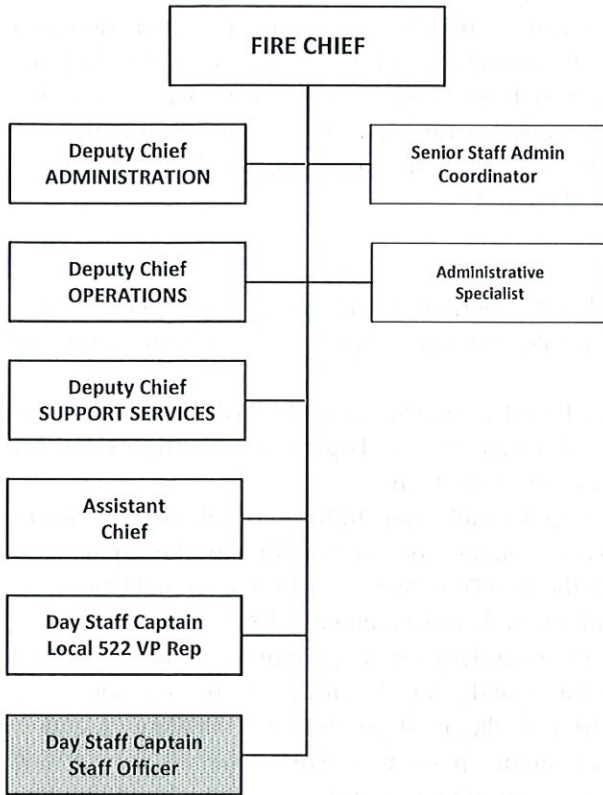 FIRE CHIEF
Deputy Chief
ADMINISTRATION
Senior Staff Admin
Coordinator
Deputy Chief
OPERATIONS
Administrative
Specialist
Deputy Chief
SUPPORT SERVICES
Assistant
Chief
Day Staff Captain
Local 522 VP Rep
Day Staff Captain
Staff Officer